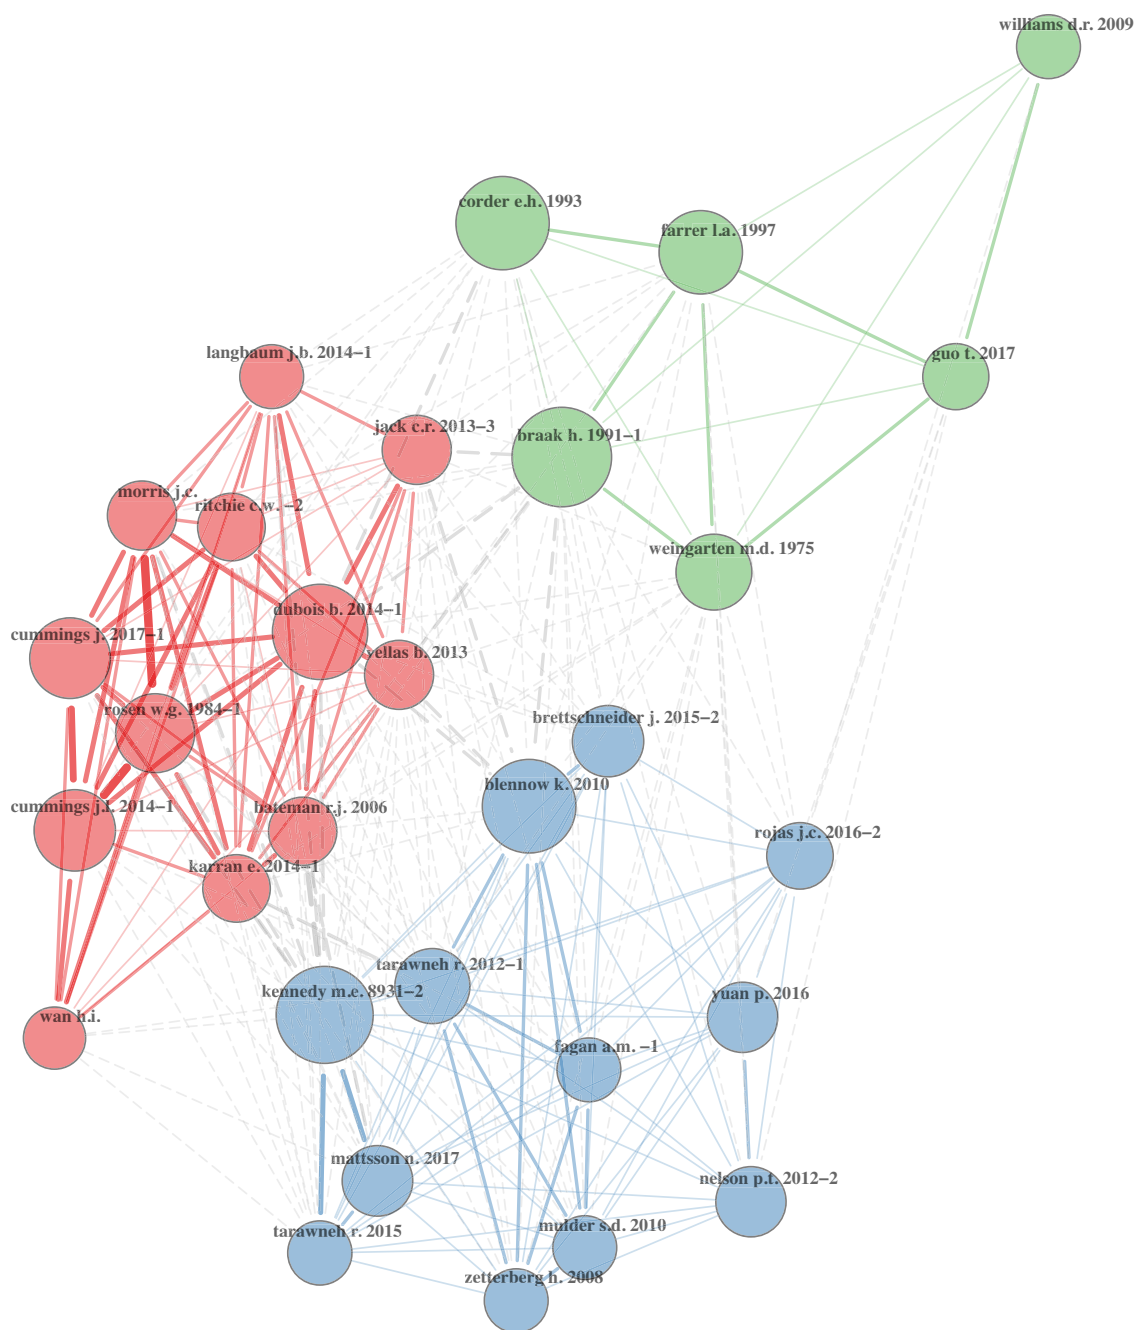 williams d.r. 2009
corder e.h. 1993
farrer l.a. 1997
langbaum j.b. 2014−1
guo t. 2017
jack c.r. 2013−3
braak h. 1991−1
morris j.c.
ritchie c.w. −2
weingarten m.d. 1975
dubois b. 2014−1
cummings j. 2017−1
vellas b. 2013
rosen w.g. 1984−1
brettschneider j. 2015−2
blennow k. 2010
cummings j.l. 2014−1
bateman r.j. 2006
rojas j.c. 2016−2
karran e. 2014−1
tarawneh r. 2012−1
kennedy m.e. 8931−2
yuan p. 2016
wan h.i.
fagan a.m. −1
mattsson n. 2017
nelson p.t. 2012−2
tarawneh r. 2015
mulder s.d. 2010
zetterberg h. 2008